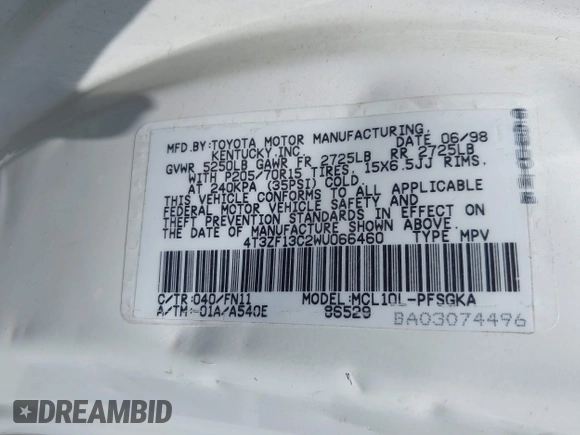 MFD.BY:TOYOTA MOTOR MANUFACTURING,
KENTUCKY,INC. DATE 06/98
GVWR 5250LB GAWR FR 2725LB RR 2725LB
WITH P205/70R15 TIRES, 15X6.5JJ RIMS,
AT 240KPA (35PSI) COLD.
THIS VEHICLE CONFORMS TO ALL APPLICABLE
FEDERAL MOTOR VEHICLE SAFETY AND
THEFT PREVENTION STANDARDS IN EFFECT ON
THE DATE OF MANUFACTURE SHOWN ABOVE.
4T3ZF13C2WU066460 TYPE MPV
C/TR:040/FN11 MODEL:MCL10L-PFSGKA
A/TM:-01A/A540E 96529
BA03074496
DREAMBID